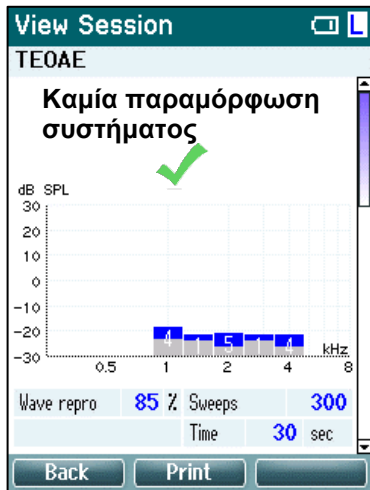 View Session L
TEOAE
Καμία παραμόρφωση
συστήματος
dB SPL
30
20
10
0
-10
-20
-30
4 1 5 1 4
kHz
0.5 1 2 4 8
Wave repro 85 % Sweeps 300
Time 30 sec
Back Print